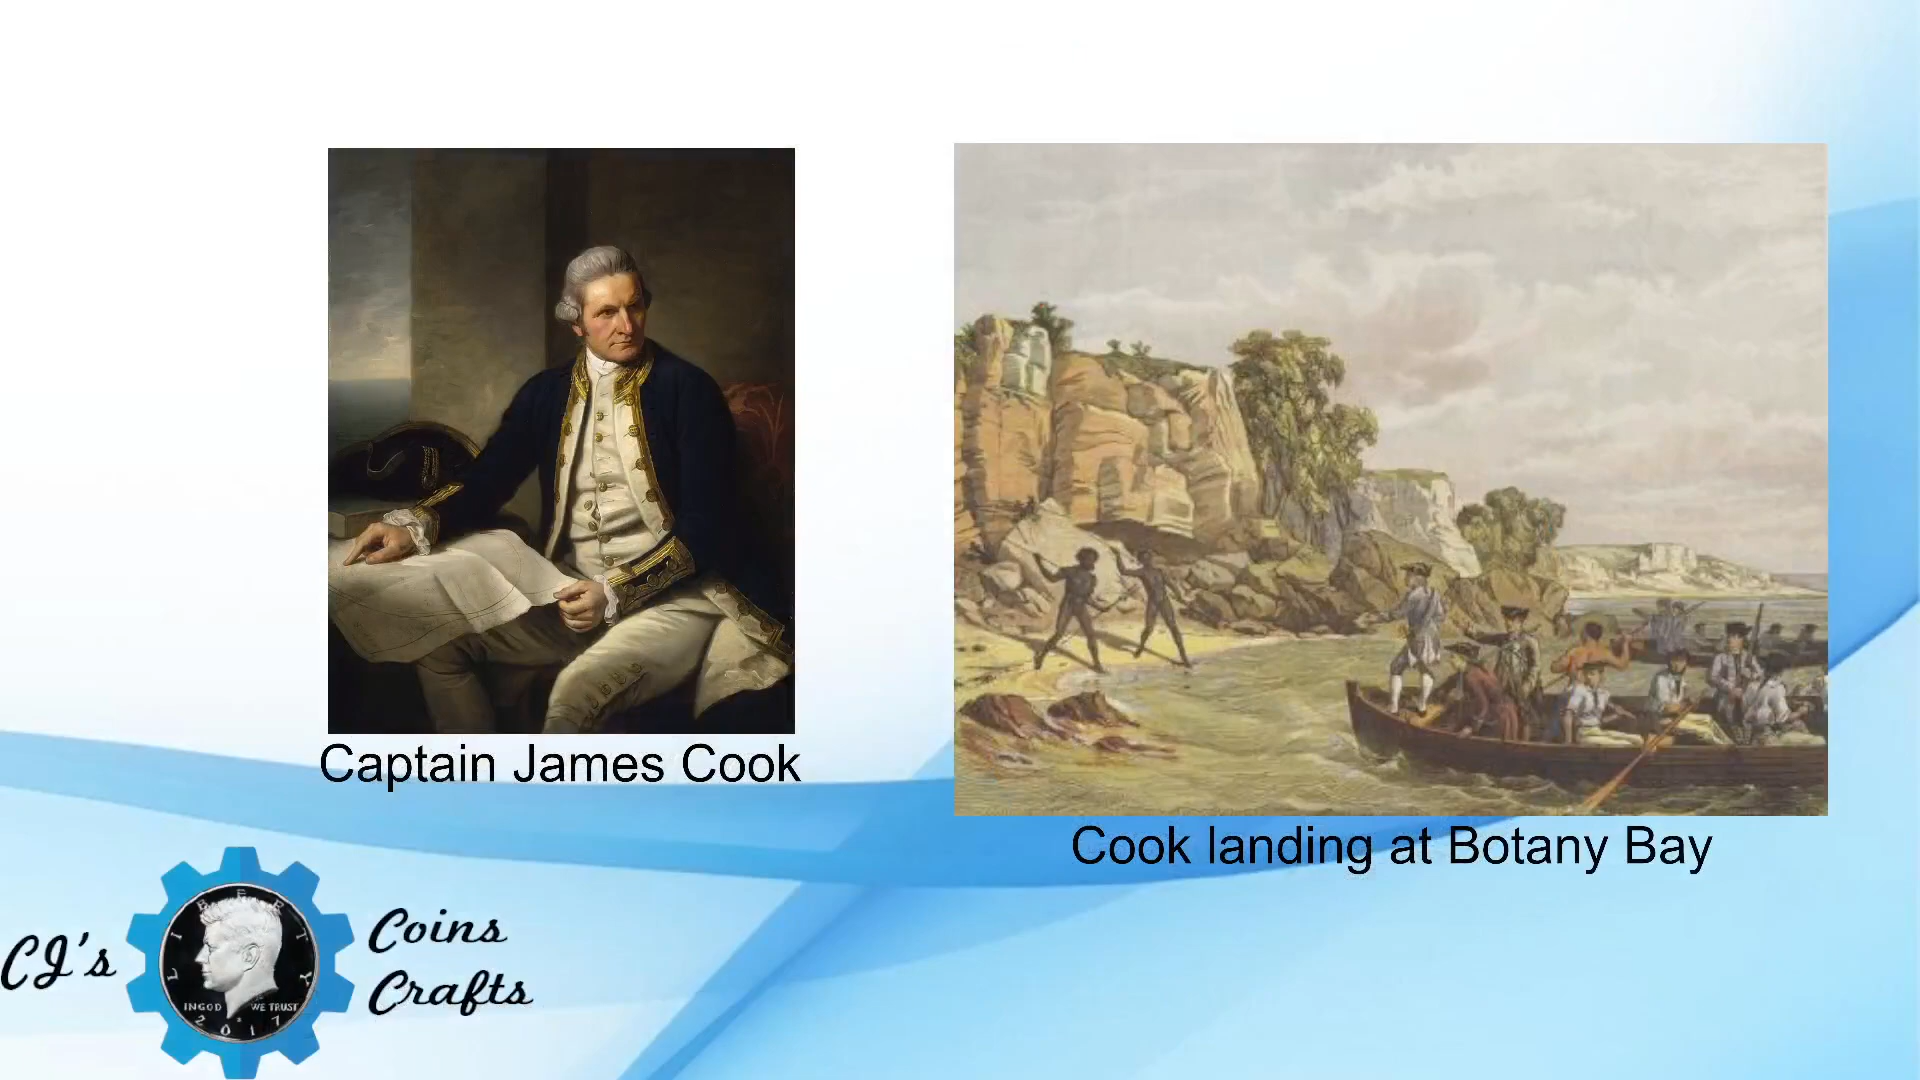 Captain James Cook
Cook landing at Botany Bay
CJ's
Coins
Crafts
LIBERTY
IN GOD WE TRUST
2017